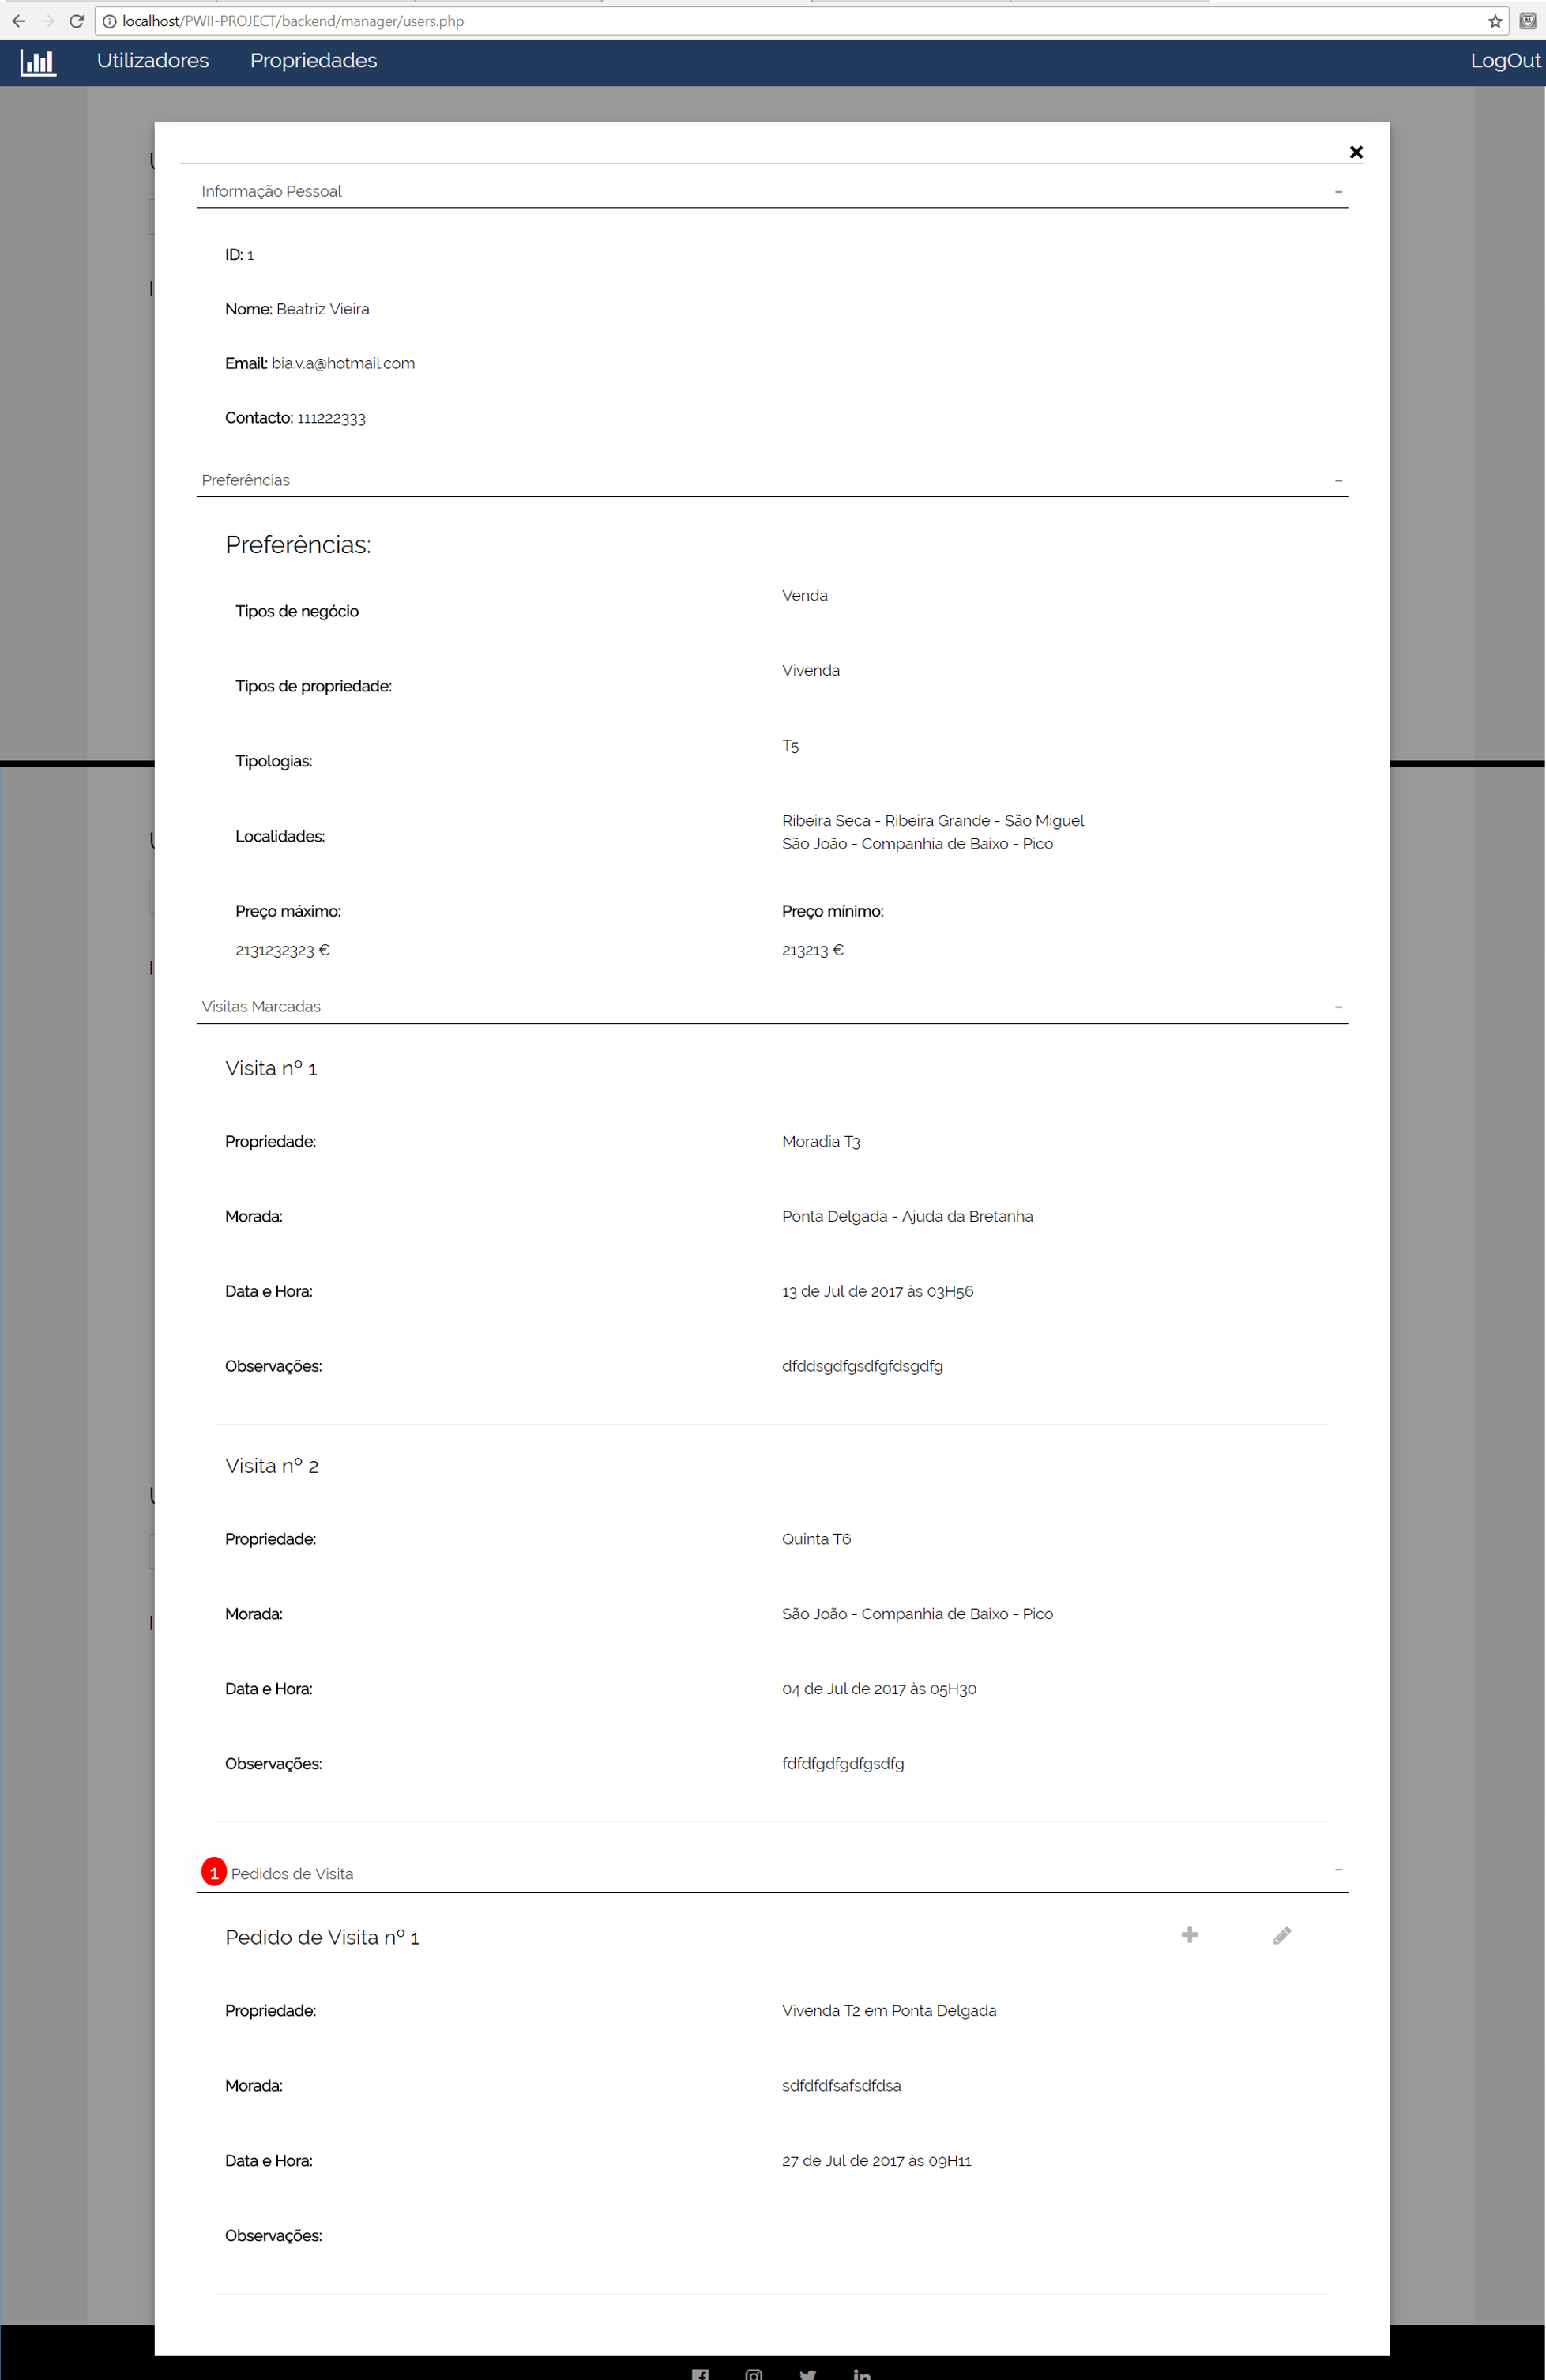 localhost/PWII-PROJECT/backend/manager/users.php
Utilizadores Propriedades LogOut
Informação Pessoal
ID: 1
Nome: Beatriz Vieira
Email: bia.v.a@hotmail.com
Contacto: 111222333
Preferências
Preferências:
Tipos de negócio Venda
Tipos de propriedade: Vivenda
Tipologias: T5
Localidades: Ribeira Seca - Ribeira Grande - São Miguel
São João - Companhia de Baixo - Pico
Preço máximo: Preço mínimo:
2131232323 € 213213 €
Visitas Marcadas
Visita nº 1
Propriedade: Moradia T3
Morada: Ponta Delgada - Ajuda da Bretanha
Data e Hora: 13 de Jul de 2017 às 03H56
Observações: dfddsgdfgsdfgfdsgdfg
Visita nº 2
Propriedade: Quinta T6
Morada: São João - Companhia de Baixo - Pico
Data e Hora: 04 de Jul de 2017 às 05H30
Observações: fdfdfgdfgdfgsdfg
1 Pedidos de Visita
Pedido de Visita nº 1
Propriedade: Vivenda T2 em Ponta Delgada
Morada: sdfdfdfsafsdfdsa
Data e Hora: 27 de Jul de 2017 às 09H11
Observações: